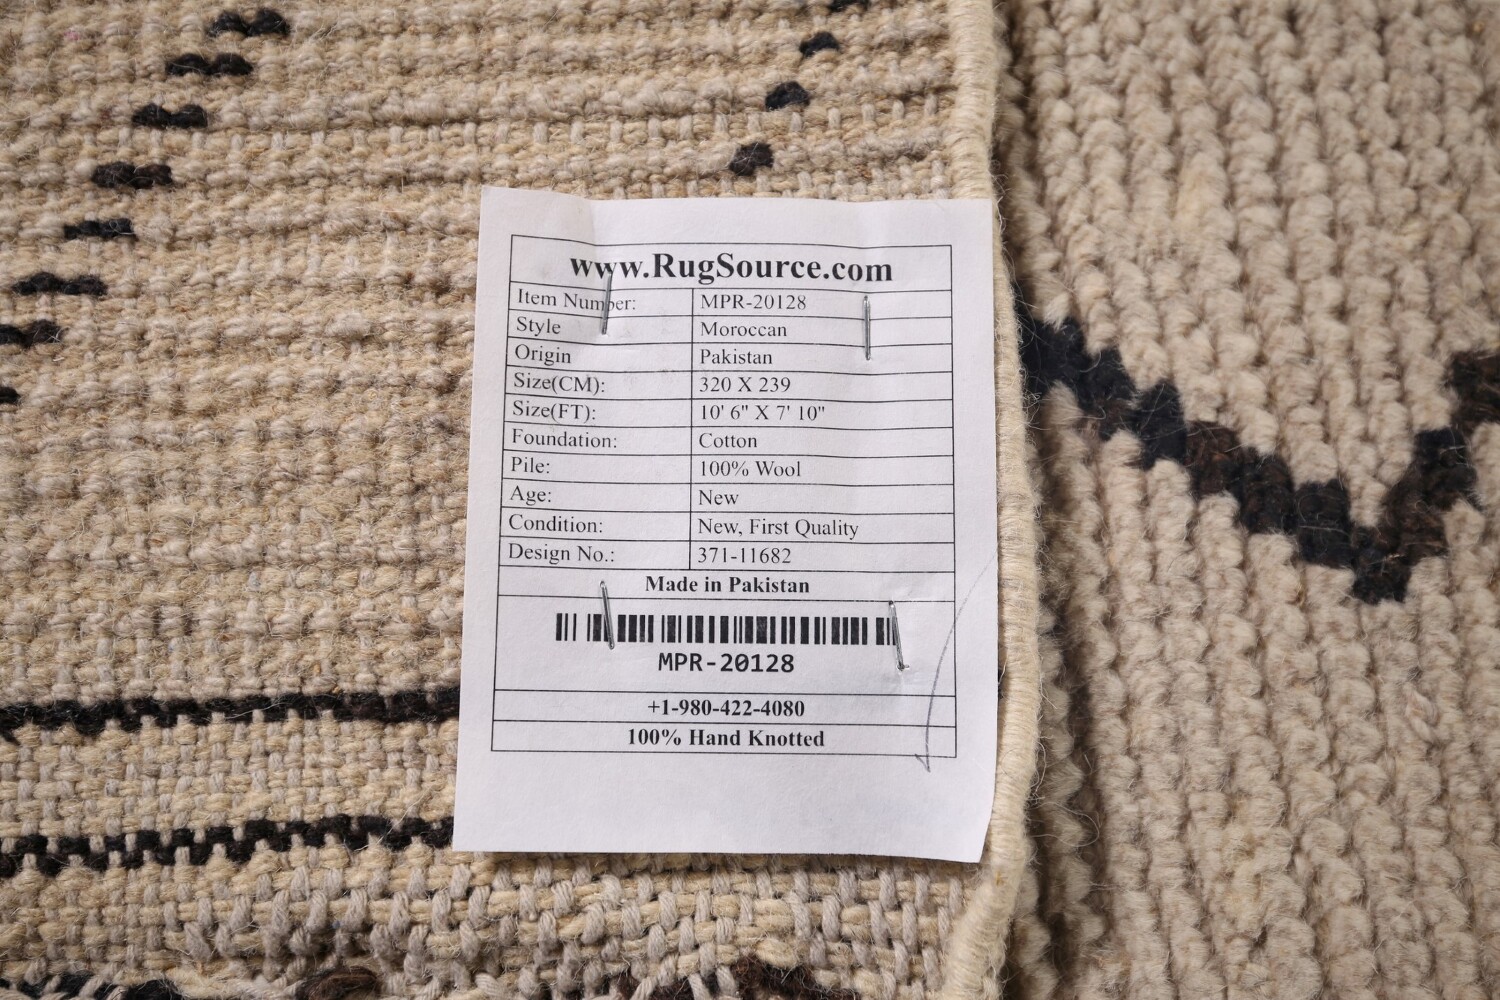 www.RugSource.com
Item Number: MPR-20128
Style Moroccan
Origin Pakistan
Size(CM): 320 X 239
Size(FT): 10' 6" X 7' 10"
Foundation: Cotton
Pile: 100% Wool
Age: New
Condition: New, First Quality
Design No.: 371-11682
Made in Pakistan
MPR-20128
+1-980-422-4080
100% Hand Knotted